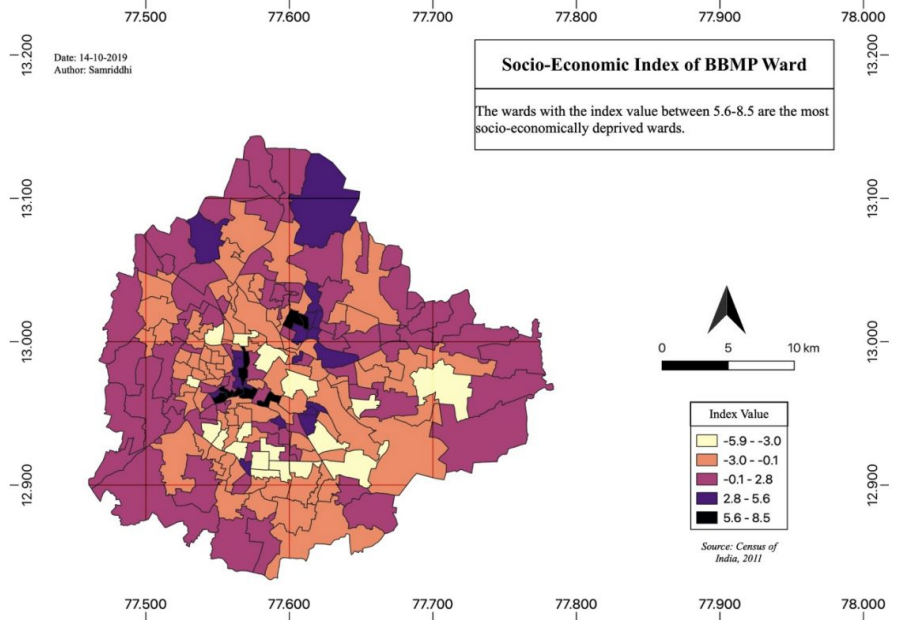 77.500 77.600 77.700 77.800 77.900 78.000
13.200 13.200
Date: 14-10-2019
Author: Samriddhi
Socio-Economic Index of BBMP Ward
The wards with the index value between 5.6-8.5 are the most
socio-economically deprived wards.
13.100 13.100
13.000 13.000
0 5 10 km
Index Value
-5.9 - -3.0
-3.0 - -0.1
-0.1 - 2.8
2.8 - 5.6
5.6 - 8.5
12.900 12.900
Source: Census of
India, 2011
77.500 77.600 77.700 77.800 77.900 78.000